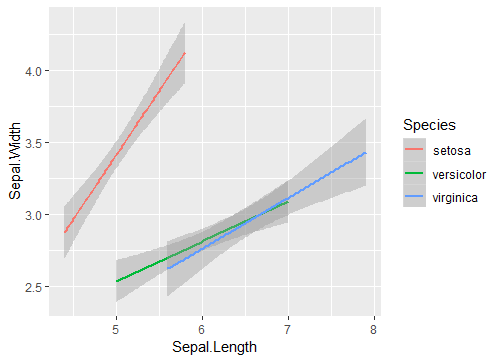 4.0
3.5
3.0
2.5
Sepal.Width
5 6 7 8
Sepal.Length
Species
setosa
versicolor
virginica